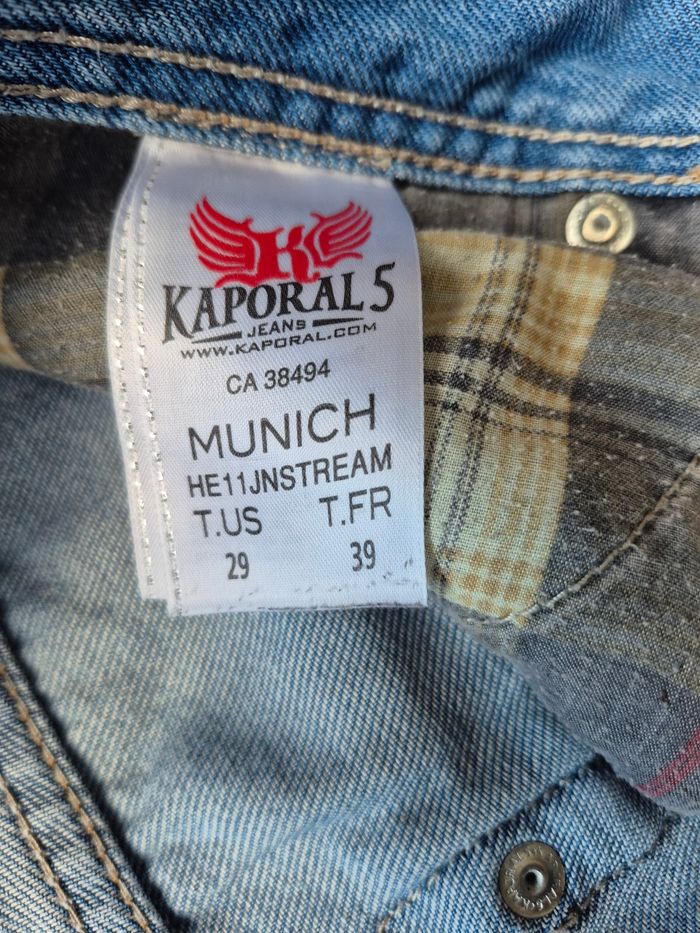 K
KAPORAL 5
JEANS
WWW.KAPORAL.COM
CA 38494
MUNICH
HE11JNSTREAM
T.US T.FR
29 39